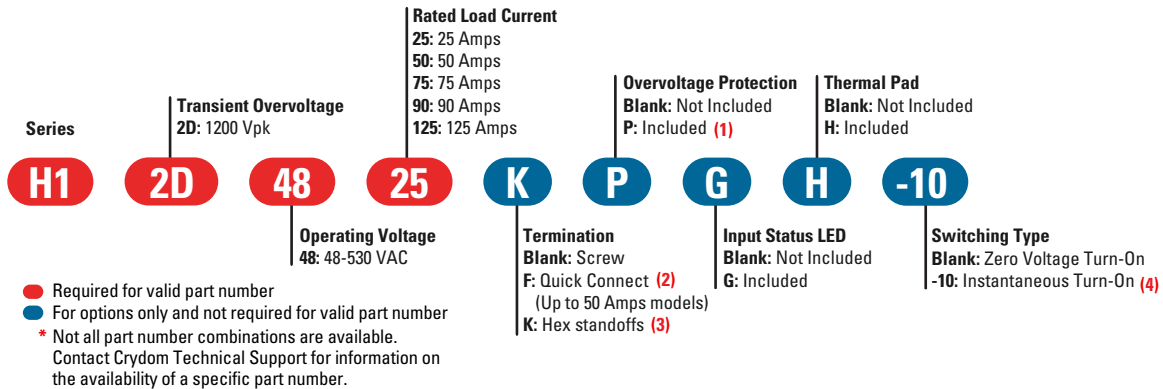 Rated Load Current
25: 25 Amps
50: 50 Amps
75: 75 Amps
90: 90 Amps
125: 125 Amps
Transient Overvoltage
2D: 1200 Vpk
Overvoltage Protection
Blank: Not Included
P: Included (1)
Thermal Pad
Blank: Not Included
H: Included
Series
H1 2D 48 25 K P G H -10
Operating Voltage
48: 48-530 VAC
Termination
Blank: Screw
F: Quick Connect (2)
(Up to 50 Amps models)
K: Hex standoffs (3)
Input Status LED
Blank: Not Included
G: Included
Switching Type
Blank: Zero Voltage Turn-On
-10: Instantaneous Turn-On (4)
Required for valid part number
For options only and not required for valid part number
* Not all part number combinations are available.
Contact Crydom Technical Support for information on
the availability of a specific part number.